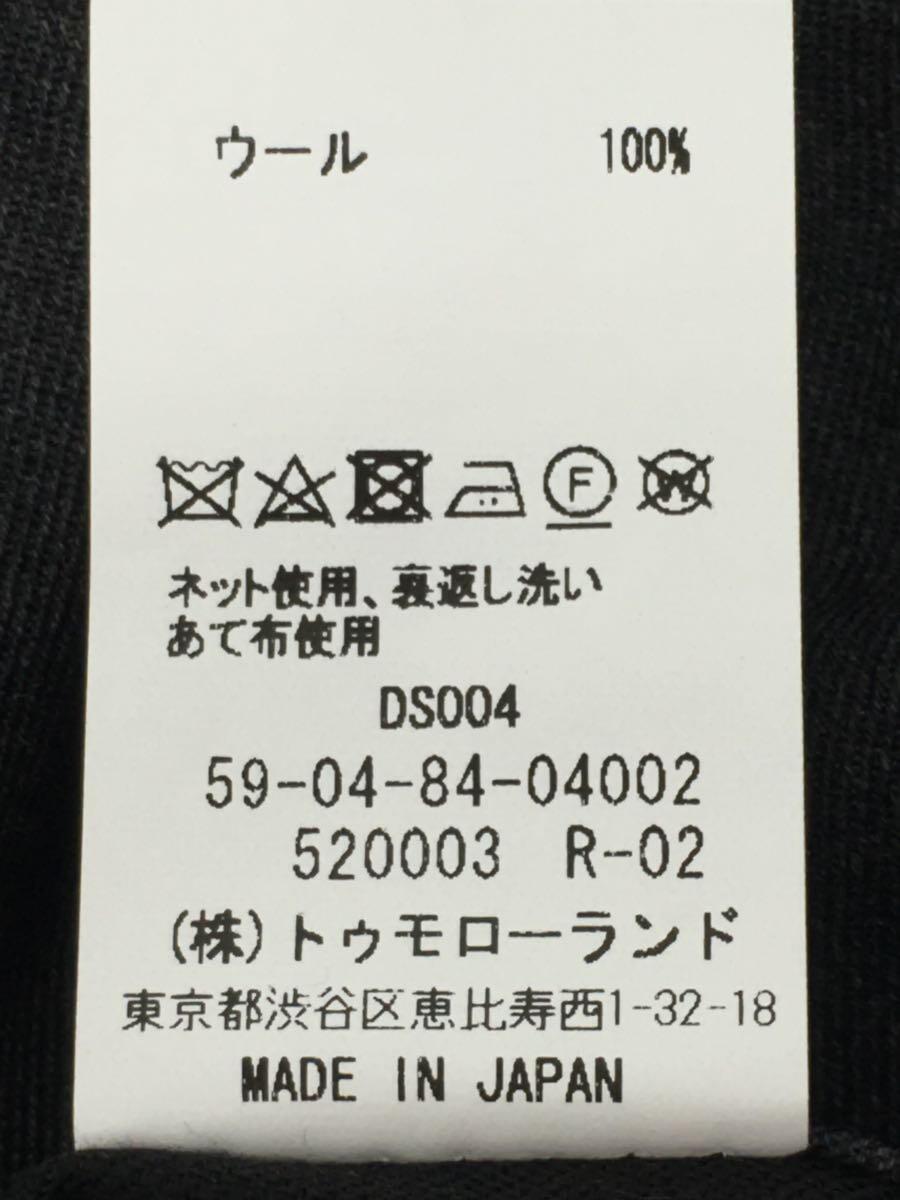 ウール 100%
F W
ネット使用、裏返し洗い
あて布使用
DS004
59-04-84-04002
520003 R-02
(株)トゥモローランド
東京都渋谷区恵比寿西1-32-18
MADE IN JAPAN